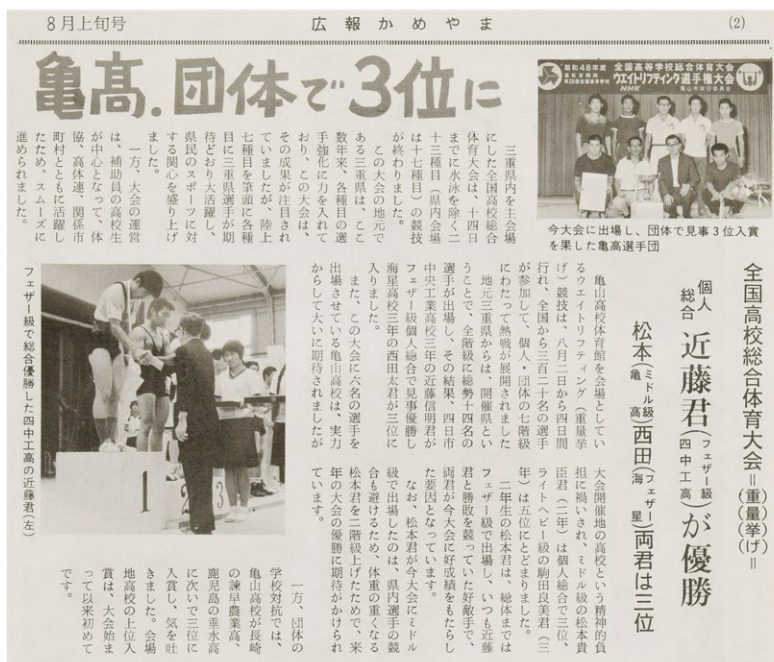 8月上旬号
広報かめやま
(2)
亀高.団体で3位に
三重県内を主会場
にした全国高校総合
体育大会は、十四日
までに水泳を除く二
十三種目(県内会場
は十七種目)の競技
が終わりました。
この大会の地元で
ある三重県は、ここ
数年来、各種目の選
手強化に力を入れて
おり、この大会は、
その成果が注目され
ていましたが、陸上
七種目を筆頭に各種
目に三重県選手が期
待どおり大活躍し、
県民のスポーツに対
する関心を盛り上げ
ました。
一方、大会の運営
は、補助員の高校生
が中心となって、体
協、高体連、関係市
町村とともに活躍し
たため、スムーズに
進められました。
昭和48年度
全国高等学校総合体育大会
ウエイトリフティング選手権大会
NHK
今大会に出場し、団体で見事3位入賞
を果した亀高選手団
全国高校総合体育大会=重量挙げ=
個人
総合 近藤君(フェザー級 四中工高)が優勝
松本(ミドル級 亀高)西田(フェザー 海星)両君は三位
亀山高校体育館を会場としてい
るウエイトリフティング(重量挙
げ)競技は、八月二日から四日間
行れ、全国から三百二十名の選手
が参加して、個人・団体の七階級
にわたって熱戦が展開されました
地元三重県からは、開催県とい
うことで、全階級に総勢十四名の
選手が出場し、その結果、四日市
中央工業高校三年の近藤信明君が
フェザー級個人総合で見事優勝し
海星高校三年の西田太君が三位に
入りました。
また、この大会に六名の選手を
出場させている亀山高校は、実力
からして大いに期待されましたが
大会開催地の高校という精神的負
担に禍いされ、ミドル級の松本貴
臣君(二年)は個人総合で三位、
ライトヘビー級の駒田良美君(三
年)は五位にとどまりました。
二年生の松本君は、総体までは
フェザー級で出場し、いつも近藤
君と勝敗を競っていた好敵手で、
両君が今大会に好成績をもたらし
た要因となっています。
なお、松本君が今大会にミドル
級で出場したのは、県内選手の競
合も避けるため、体重の重くなる
松本君を二階級上げたためで、来
年の大会の優勝に期待がかけられ
ています。
一方、団体の
学校対抗では、
亀山高校が長崎
の諫早農業高、
鹿児島の垂水高
に次いで三位に
入賞し、気を吐
きました。会場
地高校の上位入
賞は、大会始ま
って以来初めて
です。
フェザー級で総合優勝した四中工高の近藤君(左)